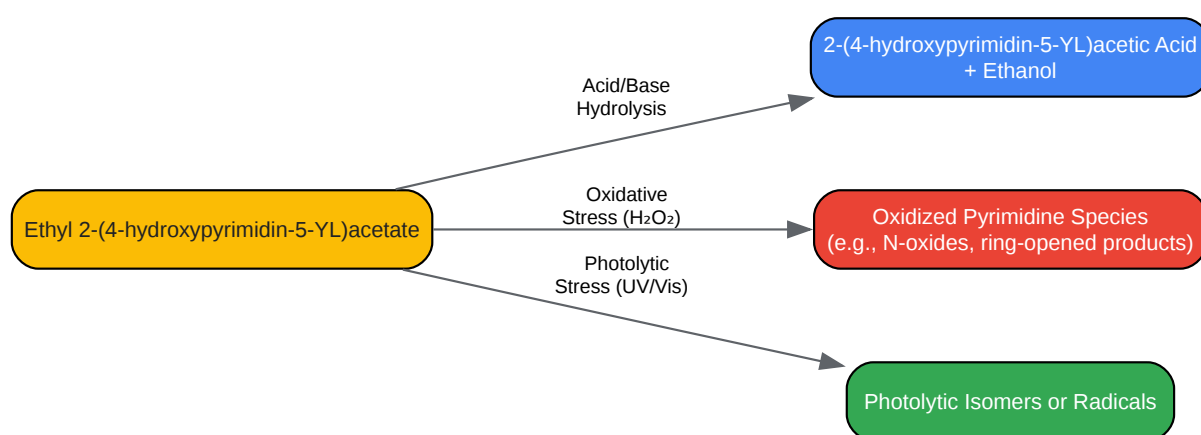 2-(4-hydroxypyrimidin-5-YL)acetic Acid
+ Ethanol
Acid/Base
Hydrolysis
Ethyl 2-(4-hydroxypyrimidin-5-YL)acetate
Oxidative
Stress (H₂O₂)
Oxidized Pyrimidine Species
(e.g., N-oxides, ring-opened products)
Photolytic
Stress (UV/Vis)
Photolytic Isomers or Radicals